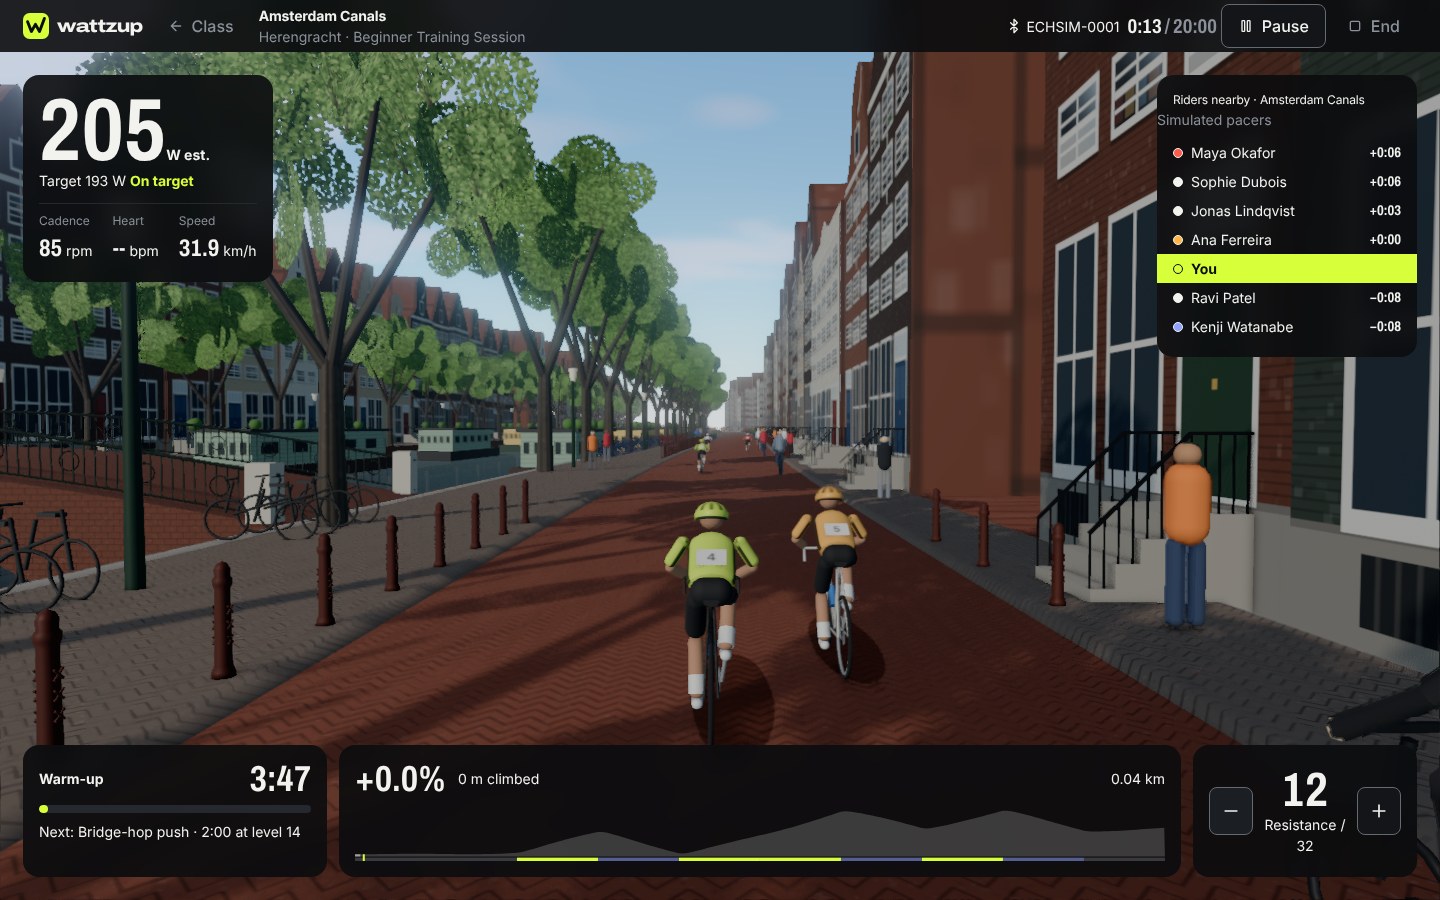 wattzup
Class
Amsterdam Canals
Herengracht · Beginner Training Session
ECHSIM-0001 0:13 / 20:00
Pause
End
205 W est.
Target 193 W On target
Cadence Heart Speed
85 rpm -- bpm 31.9 km/h
Riders nearby · Amsterdam Canals
Simulated pacers
Maya Okafor +0:06
Sophie Dubois +0:06
Jonas Lindqvist +0:03
Ana Ferreira +0:00
You
Ravi Patel −0:08
Kenji Watanabe −0:08
4
5
Warm-up 3:47
Next: Bridge-hop push · 2:00 at level 14
+0.0% 0 m climbed 0.04 km
− 12 +
Resistance /
32